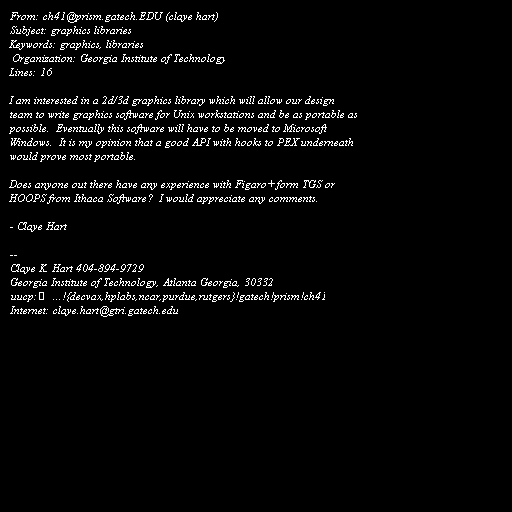 From: ch41@prism.gatech.EDU (claye hart)
Subject: graphics libraries
Keywords: graphics, libraries
Organization: Georgia Institute of Technology
Lines: 16

I am interested in a 2d/3d graphics library which will allow our design
team to write graphics software for Unix workstations and be as portable as
possible.  Eventually this software will have to be moved to Microsoft
Windows.  It is my opinion that a good API with hooks to PEX underneath
would prove most portable.

Does anyone out there have any experience with Figaro+form TGS or
HOOPS from Ithaca Software?  I would appreciate any comments.

- Claye Hart

--
Claye K. Hart 404-894-9729
Georgia Institute of Technology, Atlanta Georgia, 30332
uucp:	...!{decvax,hplabs,ncar,purdue,rutgers}!gatech!prism!ch41
Internet: claye.hart@gtri.gatech.edu